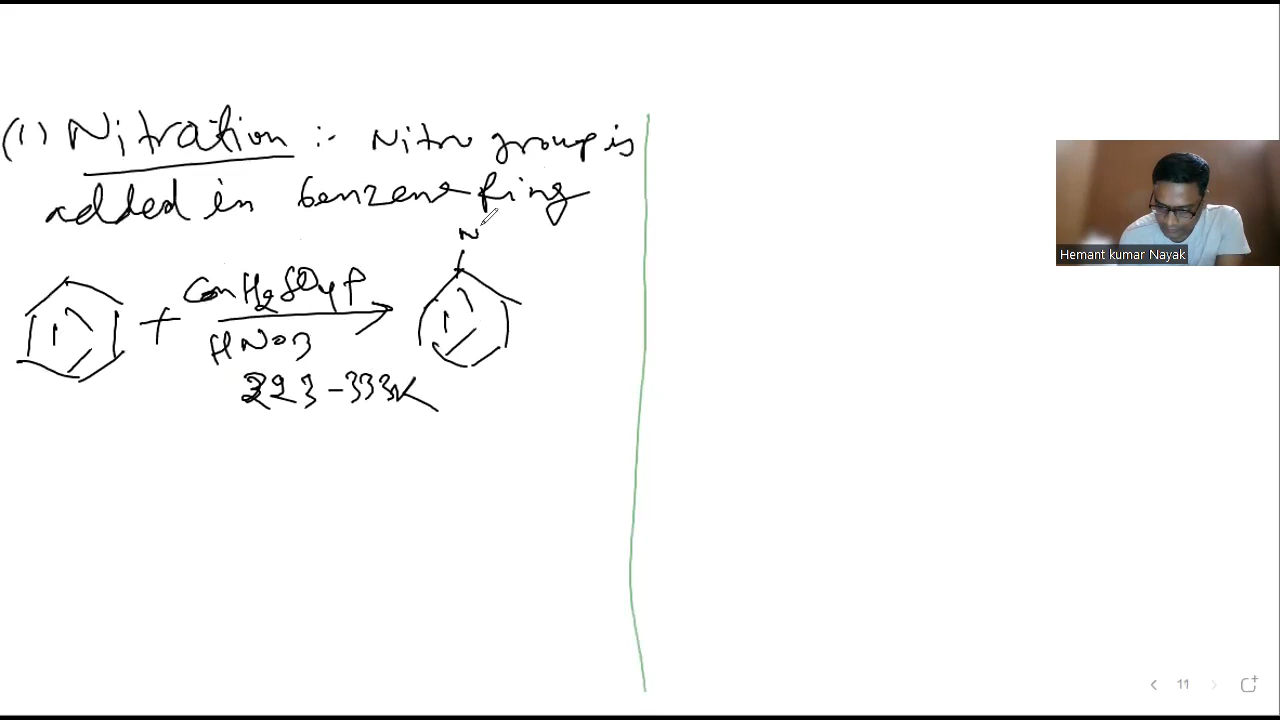 (1) Nitration :- Nitro group is
added in benzene ring
N
Con H2SO4 +
+
HNO3
323-333K
Hemant kumar Nayak
11